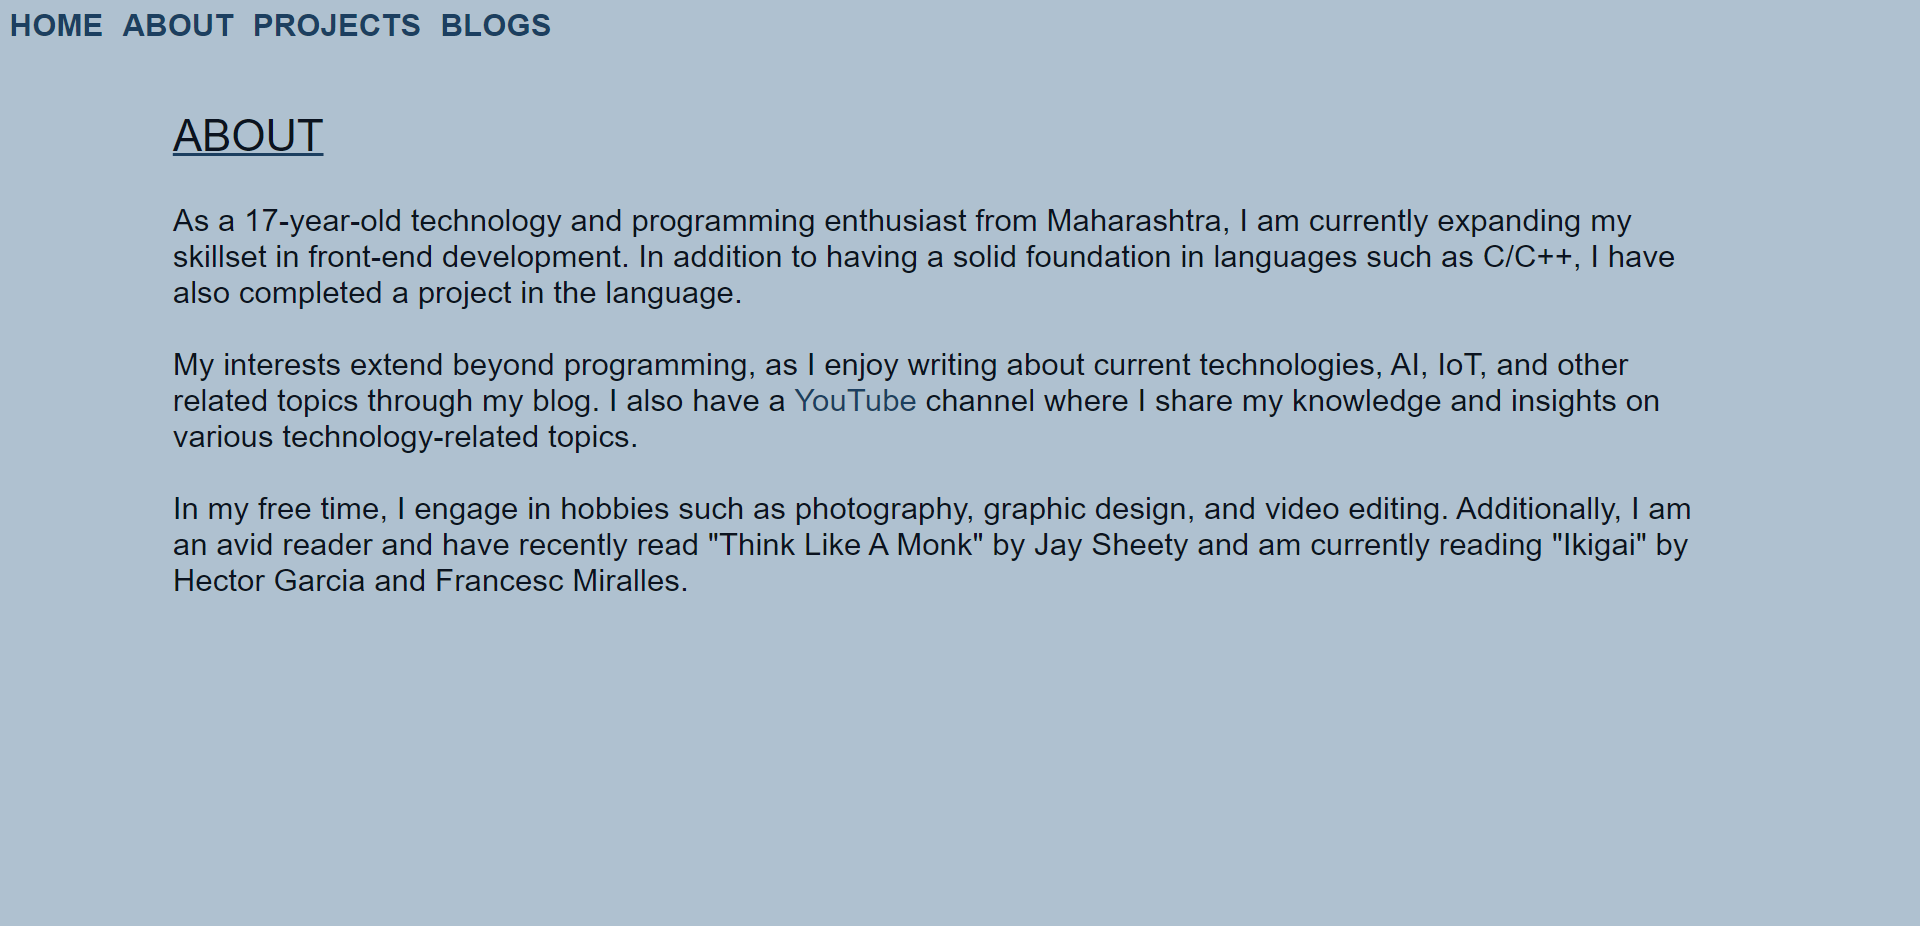 HOME ABOUT PROJECTS BLOGS
ABOUT
As a 17-year-old technology and programming enthusiast from Maharashtra, I am currently expanding my
skillset in front-end development. In addition to having a solid foundation in languages such as C/C++, I have
also completed a project in the language.
My interests extend beyond programming, as I enjoy writing about current technologies, AI, IoT, and other
related topics through my blog. I also have a YouTube channel where I share my knowledge and insights on
various technology-related topics.
In my free time, I engage in hobbies such as photography, graphic design, and video editing. Additionally, I am
an avid reader and have recently read "Think Like A Monk" by Jay Sheety and am currently reading "Ikigai" by
Hector Garcia and Francesc Miralles.